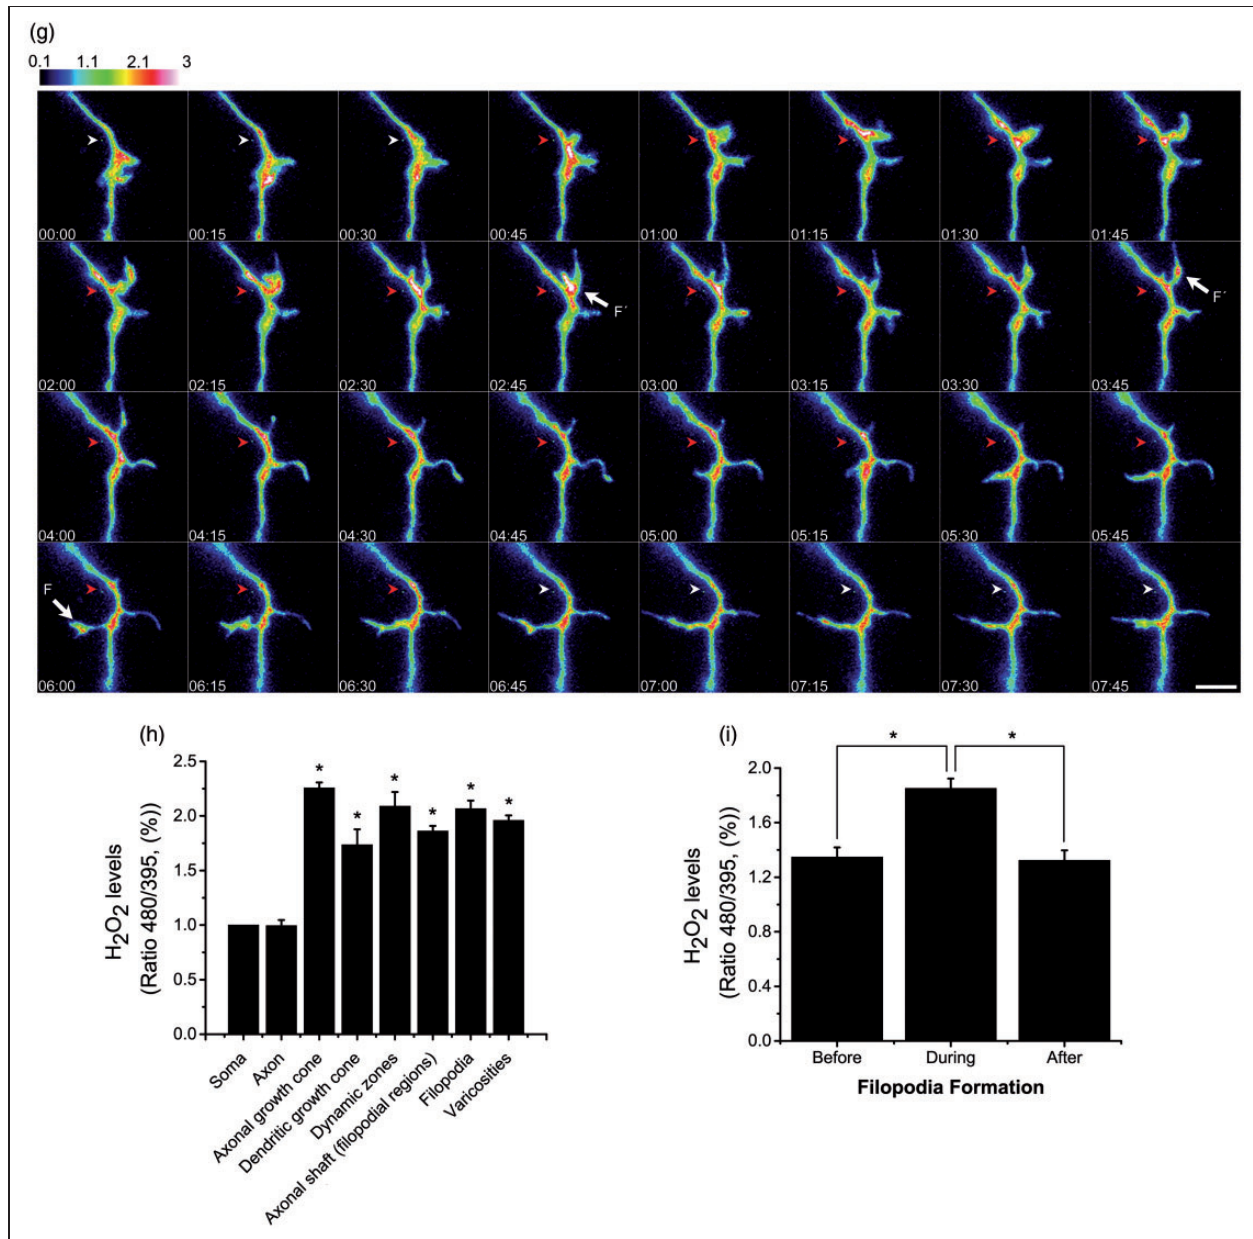 (g)
0.1 1.1 2.1 3
00:00 00:15 00:30 00:45 01:00 01:15 01:30 01:45
F´
F´
02:00 02:15 02:30 02:45 03:00 03:15 03:30 03:45
04:00 04:15 04:30 04:45 05:00 05:15 05:30 05:45
F
06:00 06:15 06:30 06:45 07:00 07:15 07:30 07:45
(h)
H₂O₂ levels
(Ratio 480/395, (%))
2.5
2.0
1.5
1.0
0.5
0.0
* * * * * *
Soma
Axon
Axonal growth cone
Dendritic growth cone
Dynamic zones
Axonal shaft (filopodial regions)
Filopodia
Varicosities
(i)
* *
H₂O₂ levels
(Ratio 480/395, (%))
2.0
1.6
1.2
0.8
0.4
0.0
Before During After
Filopodia Formation